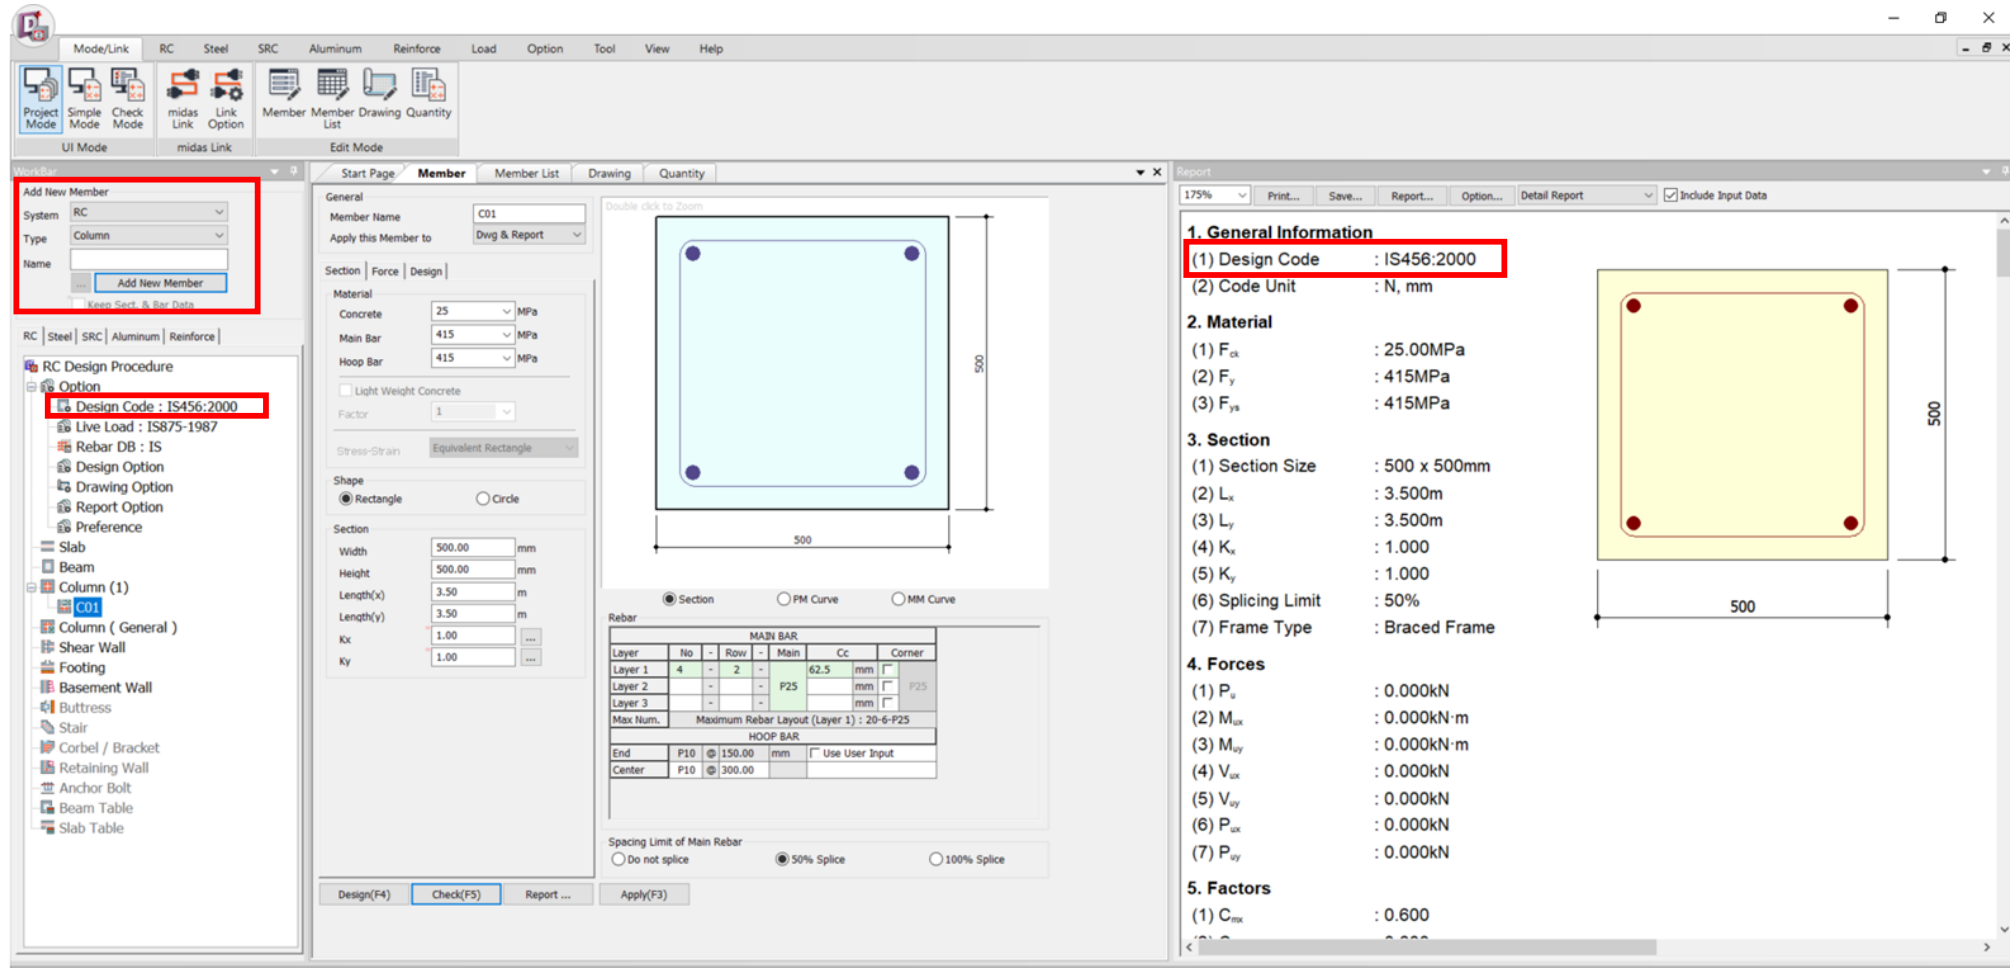 Mode/Link RC Steel SRC Aluminum Reinforce Load Option Tool View Help
Project Mode Simple Mode Check Mode midas Link Link Option Member Member List Drawing Quantity
UI Mode midas Link Edit Mode
WorkBar
Add New Member
System RC
Type Column
Name
... Add New Member
Keep Sect. & Bar Data
RC Steel SRC Aluminum Reinforce
RC Design Procedure
Option
Design Code : IS456:2000
Live Load : IS875-1987
Rebar DB : IS
Design Option
Drawing Option
Report Option
Preference
Slab
Beam
Column (1)
C01
Column ( General )
Shear Wall
Footing
Basement Wall
Buttress
Stair
Corbel / Bracket
Retaining Wall
Anchor Bolt
Beam Table
Slab Table
Start Page Member Member List Drawing Quantity
General
Member Name C01
Apply this Member to Dwg & Report
Section Force Design
Material
Concrete 25 MPa
Main Bar 415 MPa
Hoop Bar 415 MPa
Light Weight Concrete
Factor 1
Stress-Strain Equivalent Rectangle
Shape
Rectangle Circle
Section
Width 500.00 mm
Height 500.00 mm
Length(x) 3.50 m
Length(y) 3.50 m
Kx 1.00 ...
Ky 1.00 ...
Design(F4) Check(F5) Report ... Apply(F3)
Double click to Zoom
500
500
Section PM Curve MM Curve
Rebar
MAIN BAR
Layer No - Row - Main Cc Corner
Layer 1 4 - 2 - P25 62.5 mm
Layer 2 - - mm P25
Layer 3 - - mm
Max Num. Maximum Rebar Layout (Layer 1) : 20-6-P25
HOOP BAR
End P10 @ 150.00 mm Use User Input
Center P10 @ 300.00
Spacing Limit of Main Rebar
Do not splice 50% Splice 100% Splice
Report
175% Print... Save... Report... Option... Detail Report Include Input Data
1. General Information
(1) Design Code : IS456:2000
(2) Code Unit : N, mm
2. Material
(1) Fck : 25.00MPa
(2) Fy : 415MPa
(3) Fys : 415MPa
3. Section
(1) Section Size : 500 x 500mm
(2) Lx : 3.500m
(3) Ly : 3.500m
(4) Kx : 1.000
(5) Ky : 1.000
(6) Splicing Limit : 50%
(7) Frame Type : Braced Frame
500
500
4. Forces
(1) Pu : 0.000kN
(2) Mux : 0.000kN·m
(3) Muy : 0.000kN·m
(4) Vux : 0.000kN
(5) Vuy : 0.000kN
(6) Pux : 0.000kN
(7) Puy : 0.000kN
5. Factors
(1) Cmx : 0.600